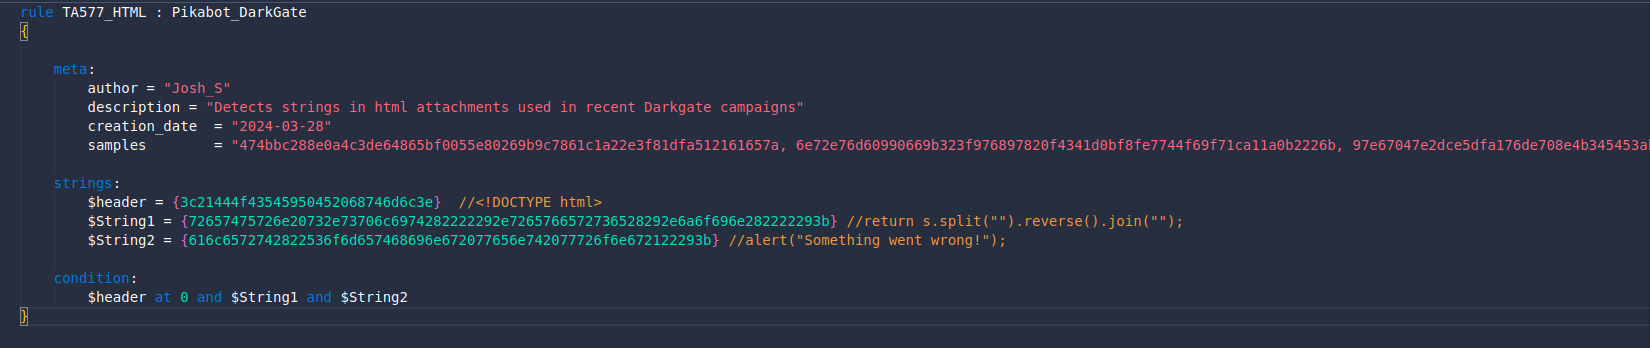 rule TA577_HTML : Pikabot_DarkGate
{
meta:
author = "Josh_S"
description = "Detects strings in html attachments used in recent Darkgate campaigns"
creation_date  = "2024-03-28"
samples        = "474bbc288e0a4c3de64865bf0055e80269b9c7861c1a22e3f81dfa512161657a, 6e72e76d60990669b323f976897820f4341d0bf8fe7744f69f71ca11a0b2226b, 97e67047e2dce5dfa176de708e4b345453a
strings:
$header = {3c21444f43545950452068746d6c3e}  //<!DOCTYPE html>
$String1 = {72657475726e20732e73706c6974282222292e7265766572736528292e6a6f696e282222293b} //return s.split("").reverse().join("");
$String2 = {616c6572742822536f6d657468696e672077656e742077726f6e672122293b} //alert("Something went wrong!");
condition:
$header at 0 and $String1 and $String2
}